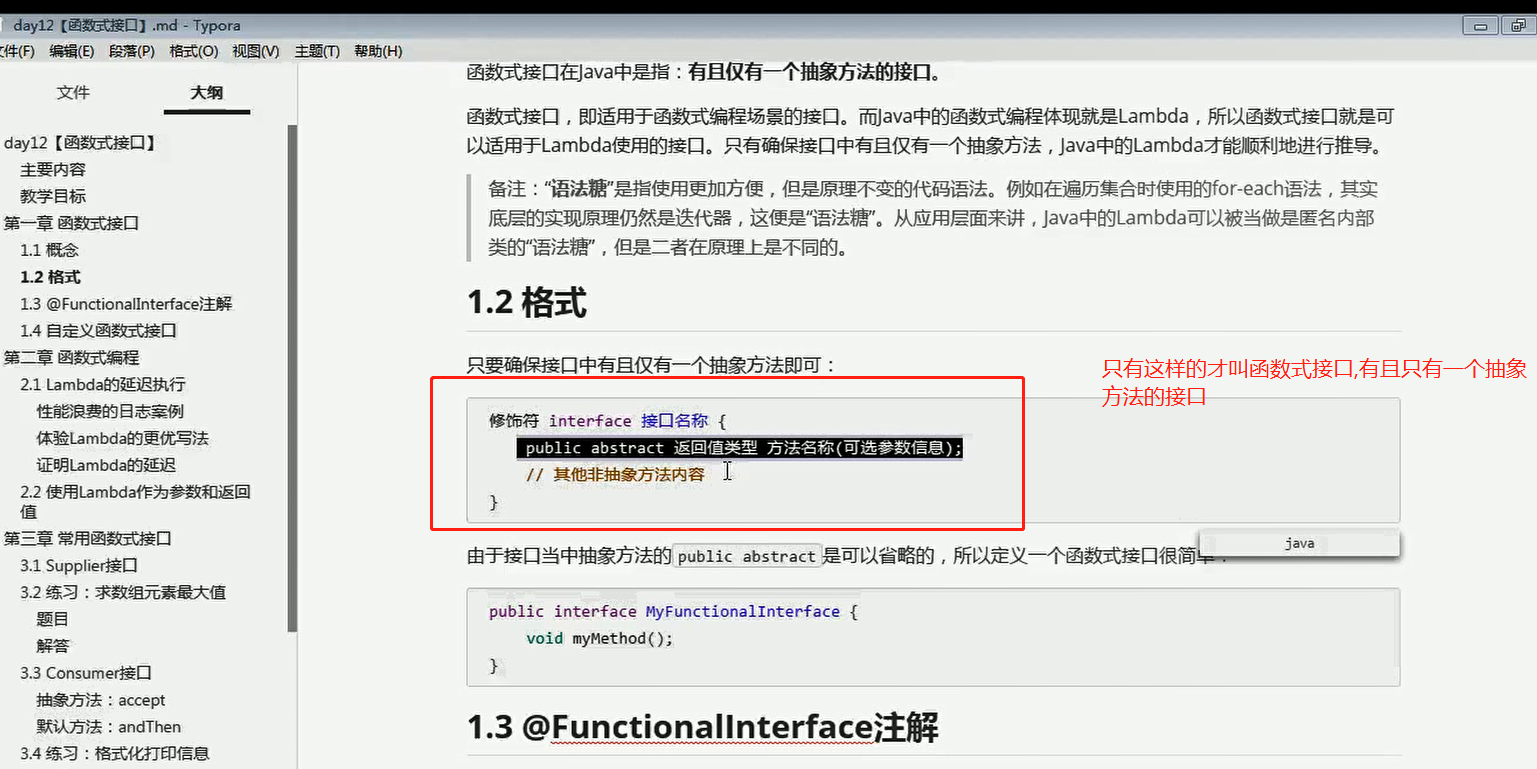 day12【函数式接口】.md - Typora
文件(F) 编辑(E) 段落(P) 格式(O) 视图(V) 主题(T) 帮助(H)
文件 大纲
day12【函数式接口】
主要内容
教学目标
第一章 函数式接口
1.1 概念
1.2 格式
1.3 @FunctionalInterface注解
1.4 自定义函数式接口
第二章 函数式编程
2.1 Lambda的延迟执行
性能浪费的日志案例
体验Lambda的更优写法
证明Lambda的延迟
2.2 使用Lambda作为参数和返回
值
第三章 常用函数式接口
3.1 Supplier接口
3.2 练习：求数组元素最大值
题目
解答
3.3 Consumer接口
抽象方法：accept
默认方法：andThen
3.4 练习：格式化打印信息
函数式接口在Java中是指：有且仅有一个抽象方法的接口。
函数式接口，即适用于函数式编程场景的接口。而Java中的函数式编程体现就是Lambda，所以函数式接口就是可
以适用于Lambda使用的接口。只有确保接口中有且仅有一个抽象方法，Java中的Lambda才能顺利地进行推导。
备注：“语法糖”是指使用更加方便，但是原理不变的代码语法。例如在遍历集合时使用的for-each语法，其实
底层的实现原理仍然是迭代器，这便是“语法糖”。从应用层面来讲，Java中的Lambda可以被当做是匿名内部
类的“语法糖”，但是二者在原理上是不同的。
1.2 格式
只要确保接口中有且仅有一个抽象方法即可：
只有这样的才叫函数式接口,有且只有一个抽象
方法的接口
修饰符 interface 接口名称 {
public abstract 返回值类型 方法名称(可选参数信息);
// 其他非抽象方法内容
}
java
由于接口当中抽象方法的public abstract是可以省略的，所以定义一个函数式接口很简单：
public interface MyFunctionalInterface {
void myMethod();
}
1.3 @FunctionalInterface注解